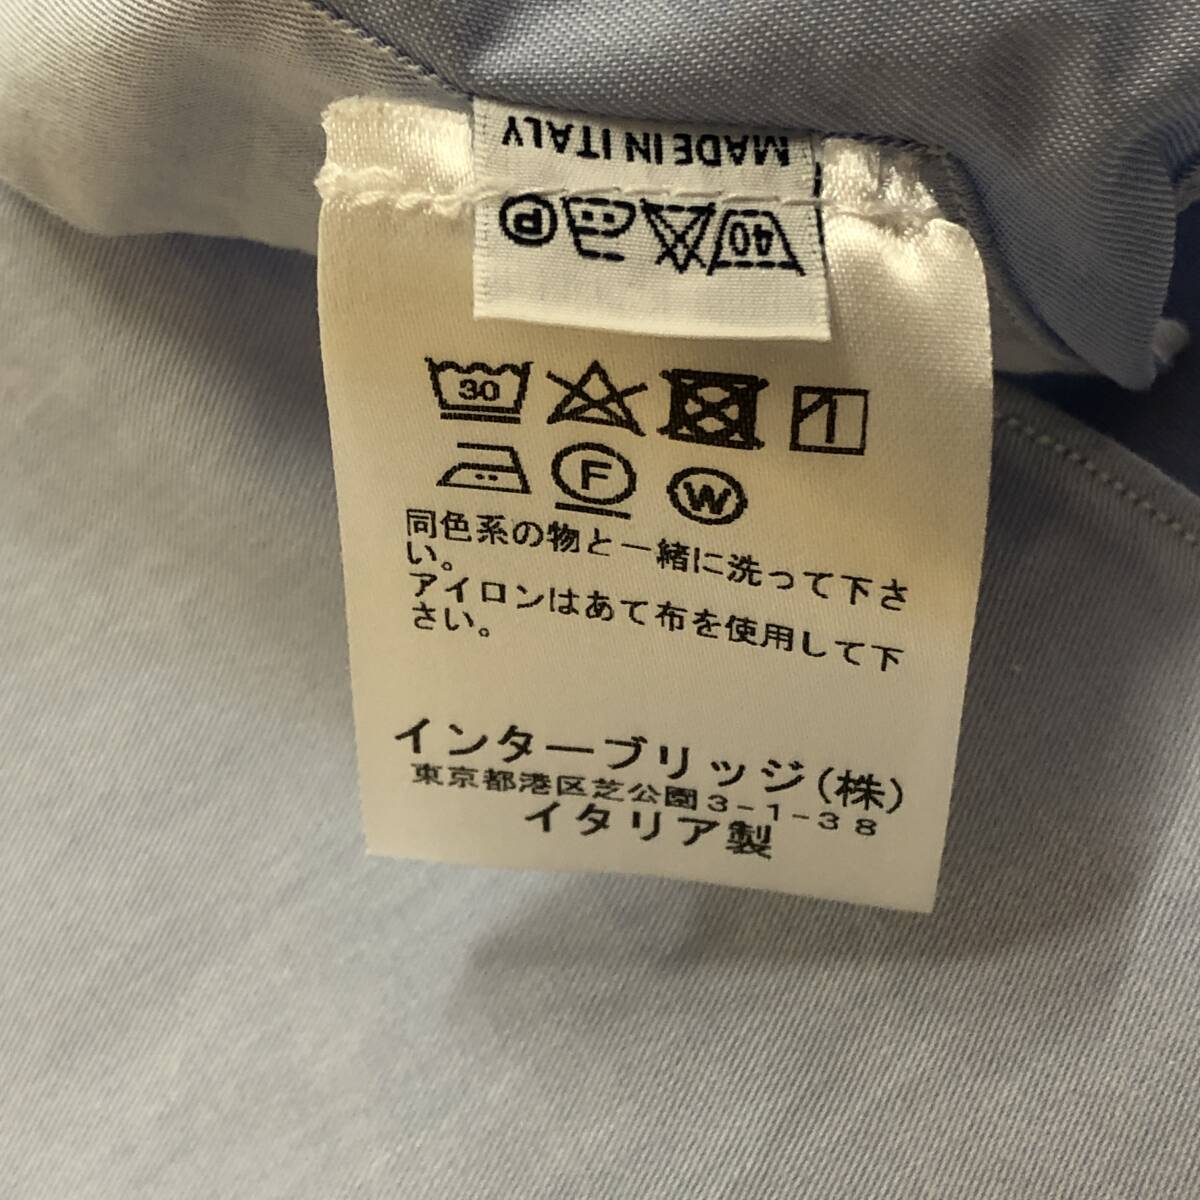 MADE IN ITALY
P 40
30
F W
同色系の物と一緒に洗って下さ
い。
アイロンはあて布を使用して下
さい。
インターブリッジ(株)
東京都港区芝公園3-1-38
イタリア製